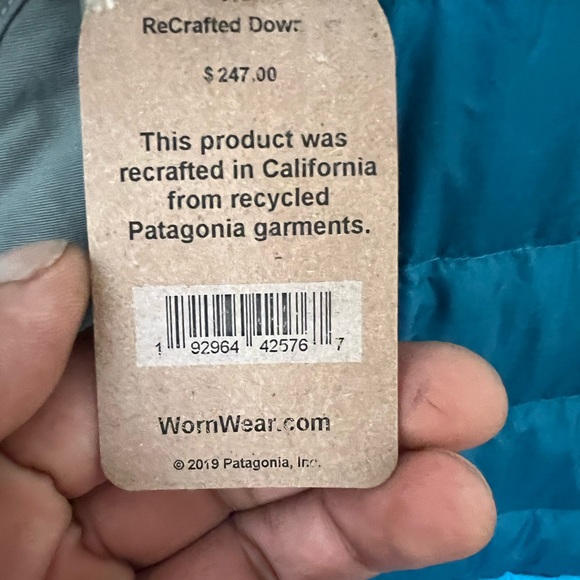 ReCrafted Down
$247.00
This product was
recrafted in California
from recycled
Patagonia garments.
1 92964 42576 7
WornWear.com
© 2019 Patagonia, Inc.